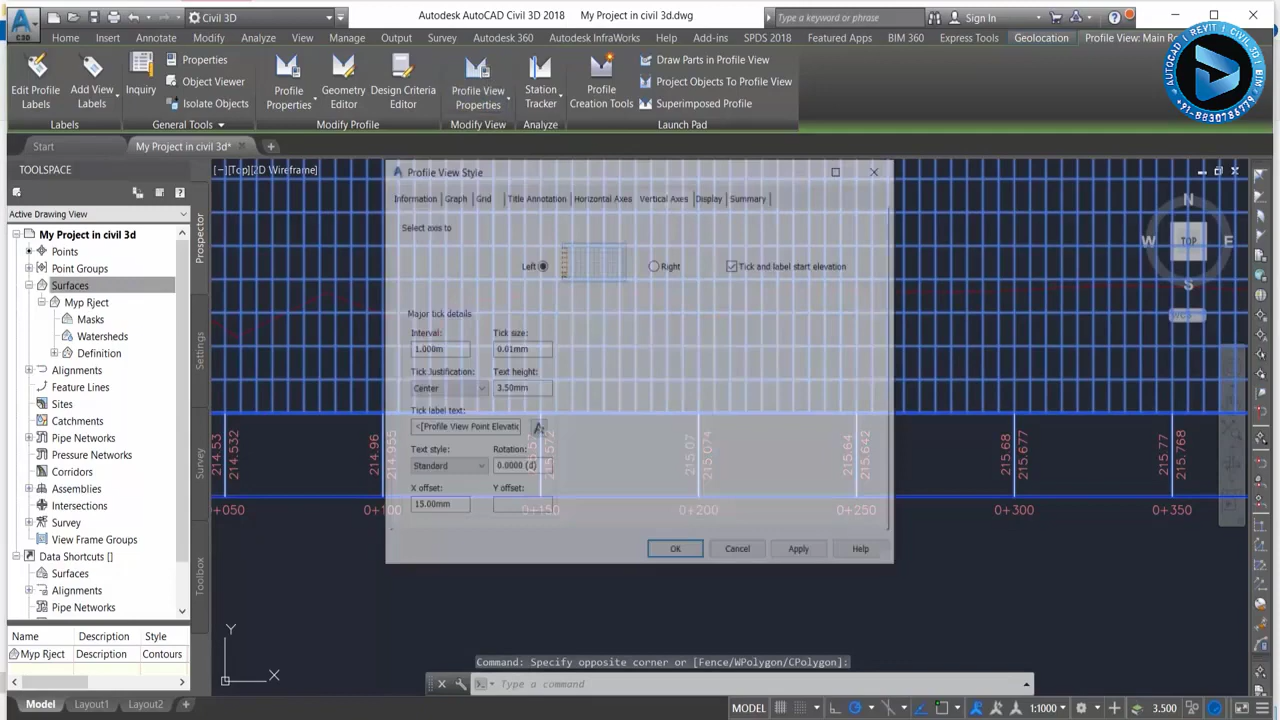 Civil 3D
Autodesk AutoCAD Civil 3D 2018 My Project in civil 3d.dwg
Type a keyword or phrase
Sign In
C3D
Home Insert Annotate Modify Analyze View Manage Output Survey Autodesk 360 Autodesk InfraWorks Help Add-ins SPDS 2018 Featured Apps BIM 360 Express Tools Geolocation Profile View: Main Ro
AUTOCAD | REVIT | CIVIL 3D | BIM
+91-8830786779
Edit Profile Labels
Add View Labels
Inquiry
Properties
Object Viewer
Isolate Objects
Profile Properties
Geometry Editor
Design Criteria Editor
Profile View Properties
Station Tracker
Profile Creation Tools
Draw Parts in Profile View
Project Objects To Profile View
Superimposed Profile
Labels General Tools Modify Profile Modify View Analyze Launch Pad
Start My Project in civil 3d*
TOOLSPACE
Active Drawing View
My Project in civil 3d
Points
Point Groups
Surfaces
Myp Rject
Masks
Watersheds
Definition
Alignments
Feature Lines
Sites
Catchments
Pipe Networks
Pressure Networks
Corridors
Assemblies
Intersections
Survey
View Frame Groups
Data Shortcuts []
Surfaces
Alignments
Pipe Networks
Name Description Style
Myp Rject Description Contours
Prospector
Settings
Survey
Toolbox
[−][Top][2D Wireframe]
Profile View Style
Information Graph Grid Title Annotation Horizontal Axes Vertical Axes Display Summary
Select axis to
Left Right Tick and label start elevation
Major tick details
Interval: Tick size:
1.000m 0.01mm
Tick Justification: Text height:
Center 3.50mm
Tick label text:
<[Profile View Point Elevatic
Text style: Rotation:
Standard 0.0000 (d)
X offset: Y offset:
15.00mm
OK Cancel Apply Help
N
W TOP E
S
WCS
214.53 214.532
214.96 214.955
215.07 215.074
215.64 215.642
215.68 215.677
215.77 215.768
0+050 0+100 0+150 0+200 0+250 0+300 0+350
Y
X
Command: Specify opposite corner or [Fence/WPolygon/CPolygon]:
Type a command
Model Layout1 Layout2 +
MODEL 1:1000 3.500